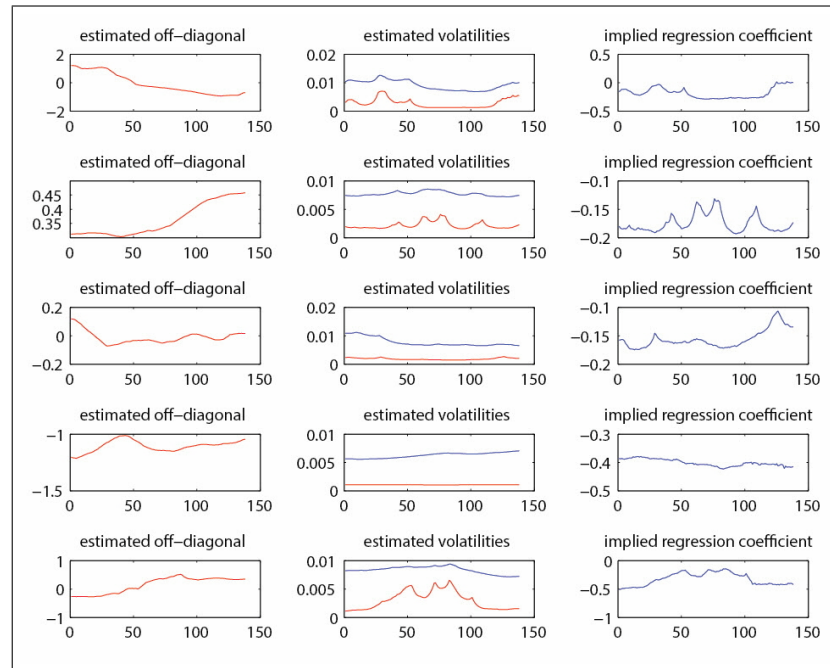 estimated off−diagonal estimated volatilities implied regression coefficient
2 0.02 0.5
0 0.01 0
−2 0 −0.5
0 50 100 150 0 50 100 150 0 50 100 150
estimated off−diagonal estimated volatilities implied regression coefficient
0.45 0.01 −0.1
0.4 0.005 −0.15
0.35 0 −0.2
0 50 100 150 0 50 100 150 0 50 100 150
estimated off−diagonal estimated volatilities implied regression coefficient
0.2 0.02 −0.1
0 0.01 −0.15
−0.2 0 −0.2
0 50 100 150 0 50 100 150 0 50 100 150
estimated off−diagonal estimated volatilities implied regression coefficient
−1 0.01 −0.3
0.005 −0.4
−1.5 0 −0.5
0 50 100 150 0 50 100 150 0 50 100 150
estimated off−diagonal estimated volatilities implied regression coefficient
1 0.01 0
0 0.005 −0.5
−1 0 −1
0 50 100 150 0 50 100 150 0 50 100 150